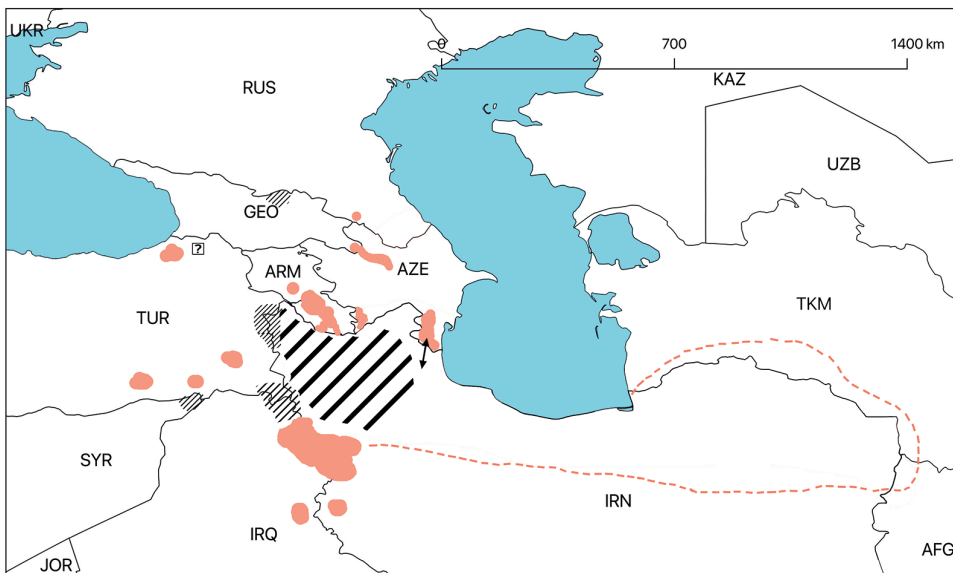 UKR
0
700
1400 km
RUS
KAZ
UZB
GEO
?
ARM
AZE
TUR
TKM
SYR
IRN
IRQ
AFG
JOR